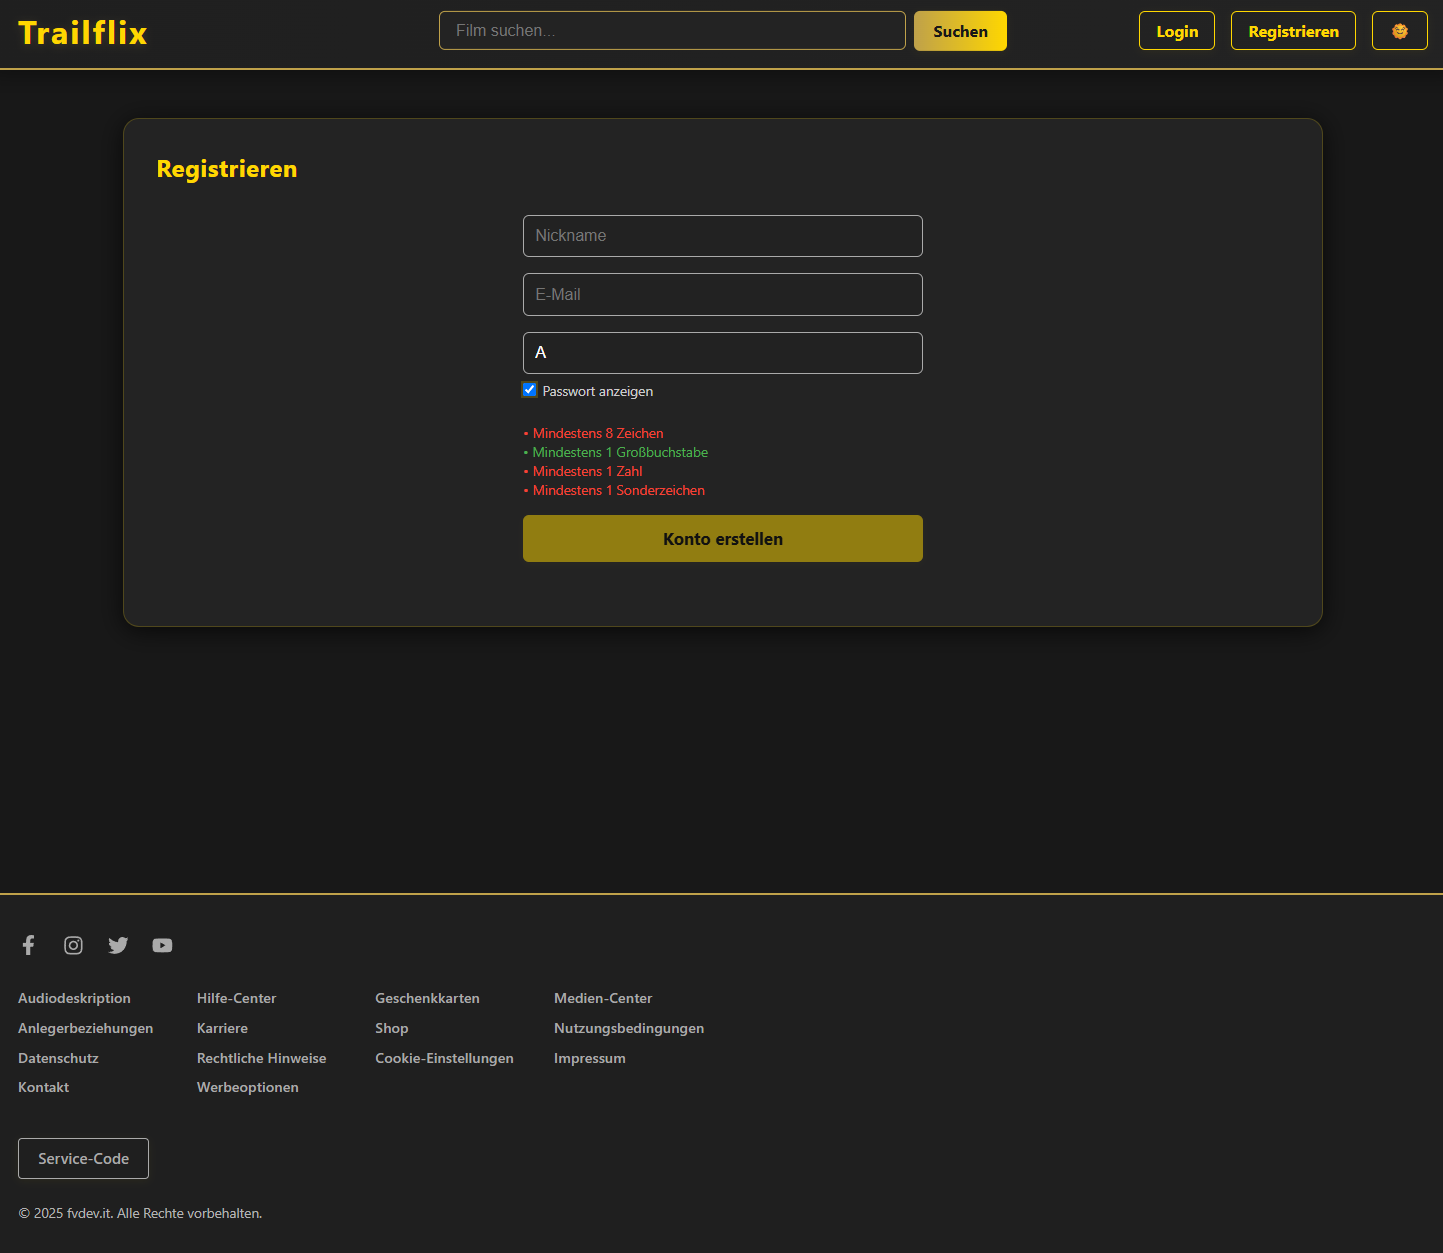 Trailflix
Film suchen...
Suchen
Login
Registrieren
Registrieren
Nickname
E-Mail
A
Passwort anzeigen
• Mindestens 8 Zeichen
• Mindestens 1 Großbuchstabe
• Mindestens 1 Zahl
• Mindestens 1 Sonderzeichen
Konto erstellen
Audiodeskription
Hilfe-Center
Geschenkkarten
Medien-Center
Anlegerbeziehungen
Karriere
Shop
Nutzungsbedingungen
Datenschutz
Rechtliche Hinweise
Cookie-Einstellungen
Impressum
Kontakt
Werbeoptionen
Service-Code
© 2025 fvdev.it. Alle Rechte vorbehalten.